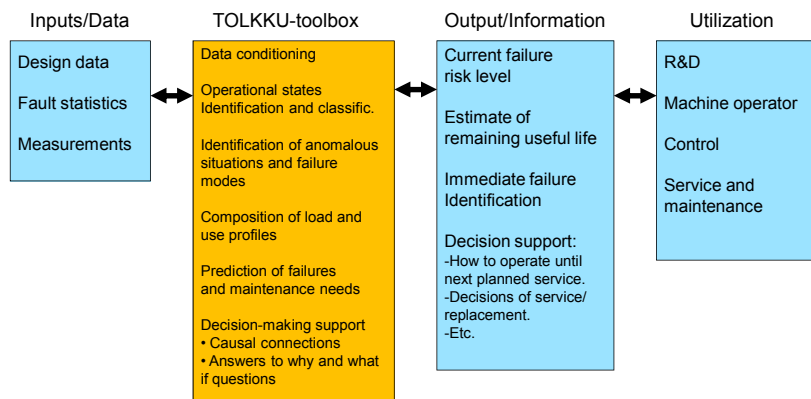 Inputs/Data
Design data
Fault statistics
Measurements
TOLKKU-toolbox
Data conditioning
Operational states
Identification and classific.
Identification of anomalous
situations and failure
modes
Composition of load and
use profiles
Prediction of failures
and maintenance needs
Decision-making support
• Causal connections
• Answers to why and what
if questions
Output/Information
Current failure
risk level
Estimate of
remaining useful life
Immediate failure
Identification
Decision support:
-How to operate until
next planned service.
-Decisions of service/
replacement.
-Etc.
Utilization
R&D
Machine operator
Control
Service and
maintenance